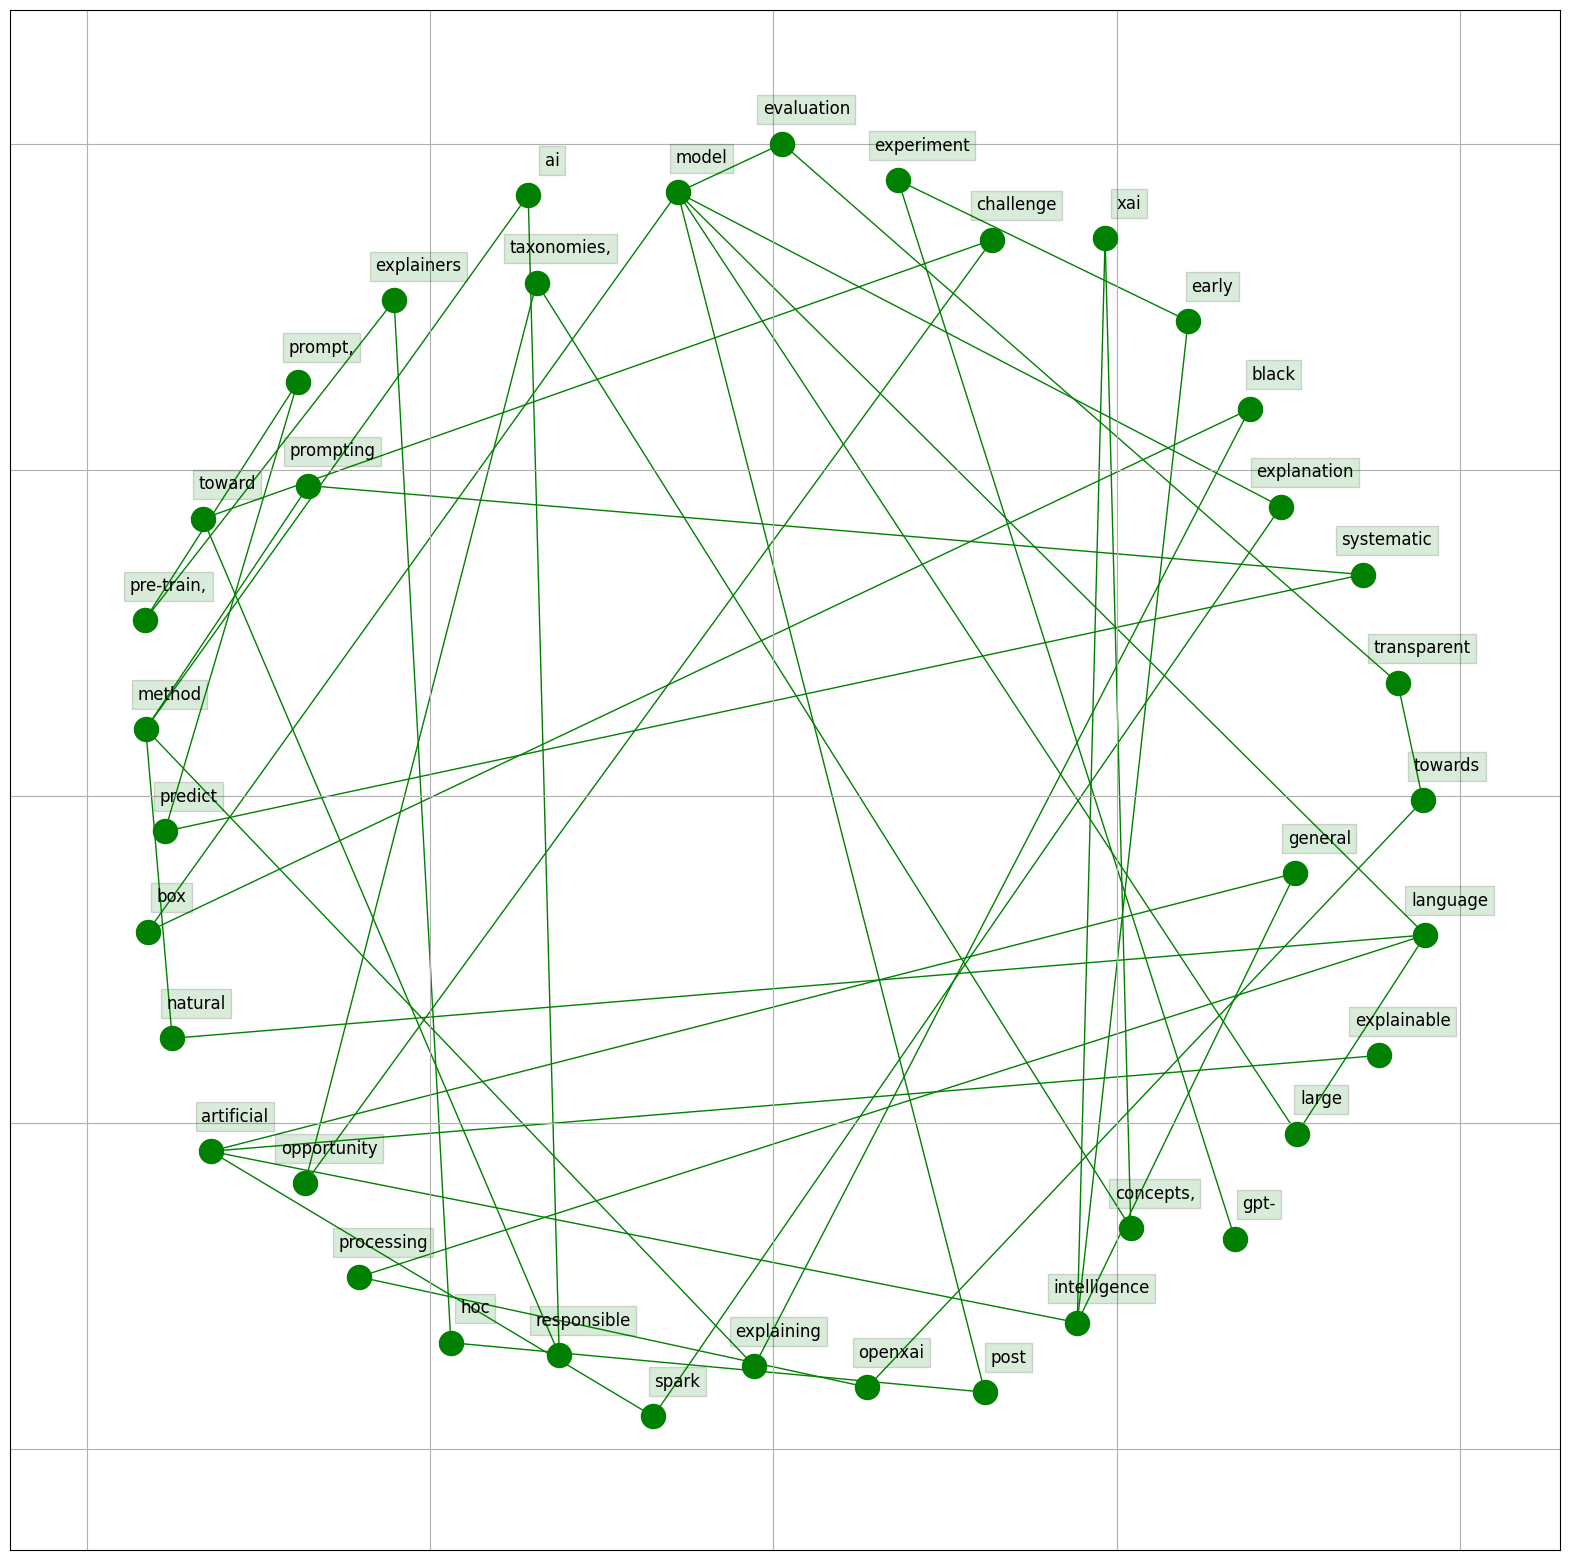 evaluation
experiment
ai
model
challenge
xai
taxonomies,
explainers
early
prompt,
black
prompting
explanation
toward
systematic
pre-train,
transparent
method
towards
predict
general
box
language
natural
explainable
large
artificial
opportunity
concepts,
gpt-
processing
intelligence
hoc
responsible
explaining
openxai
post
spark